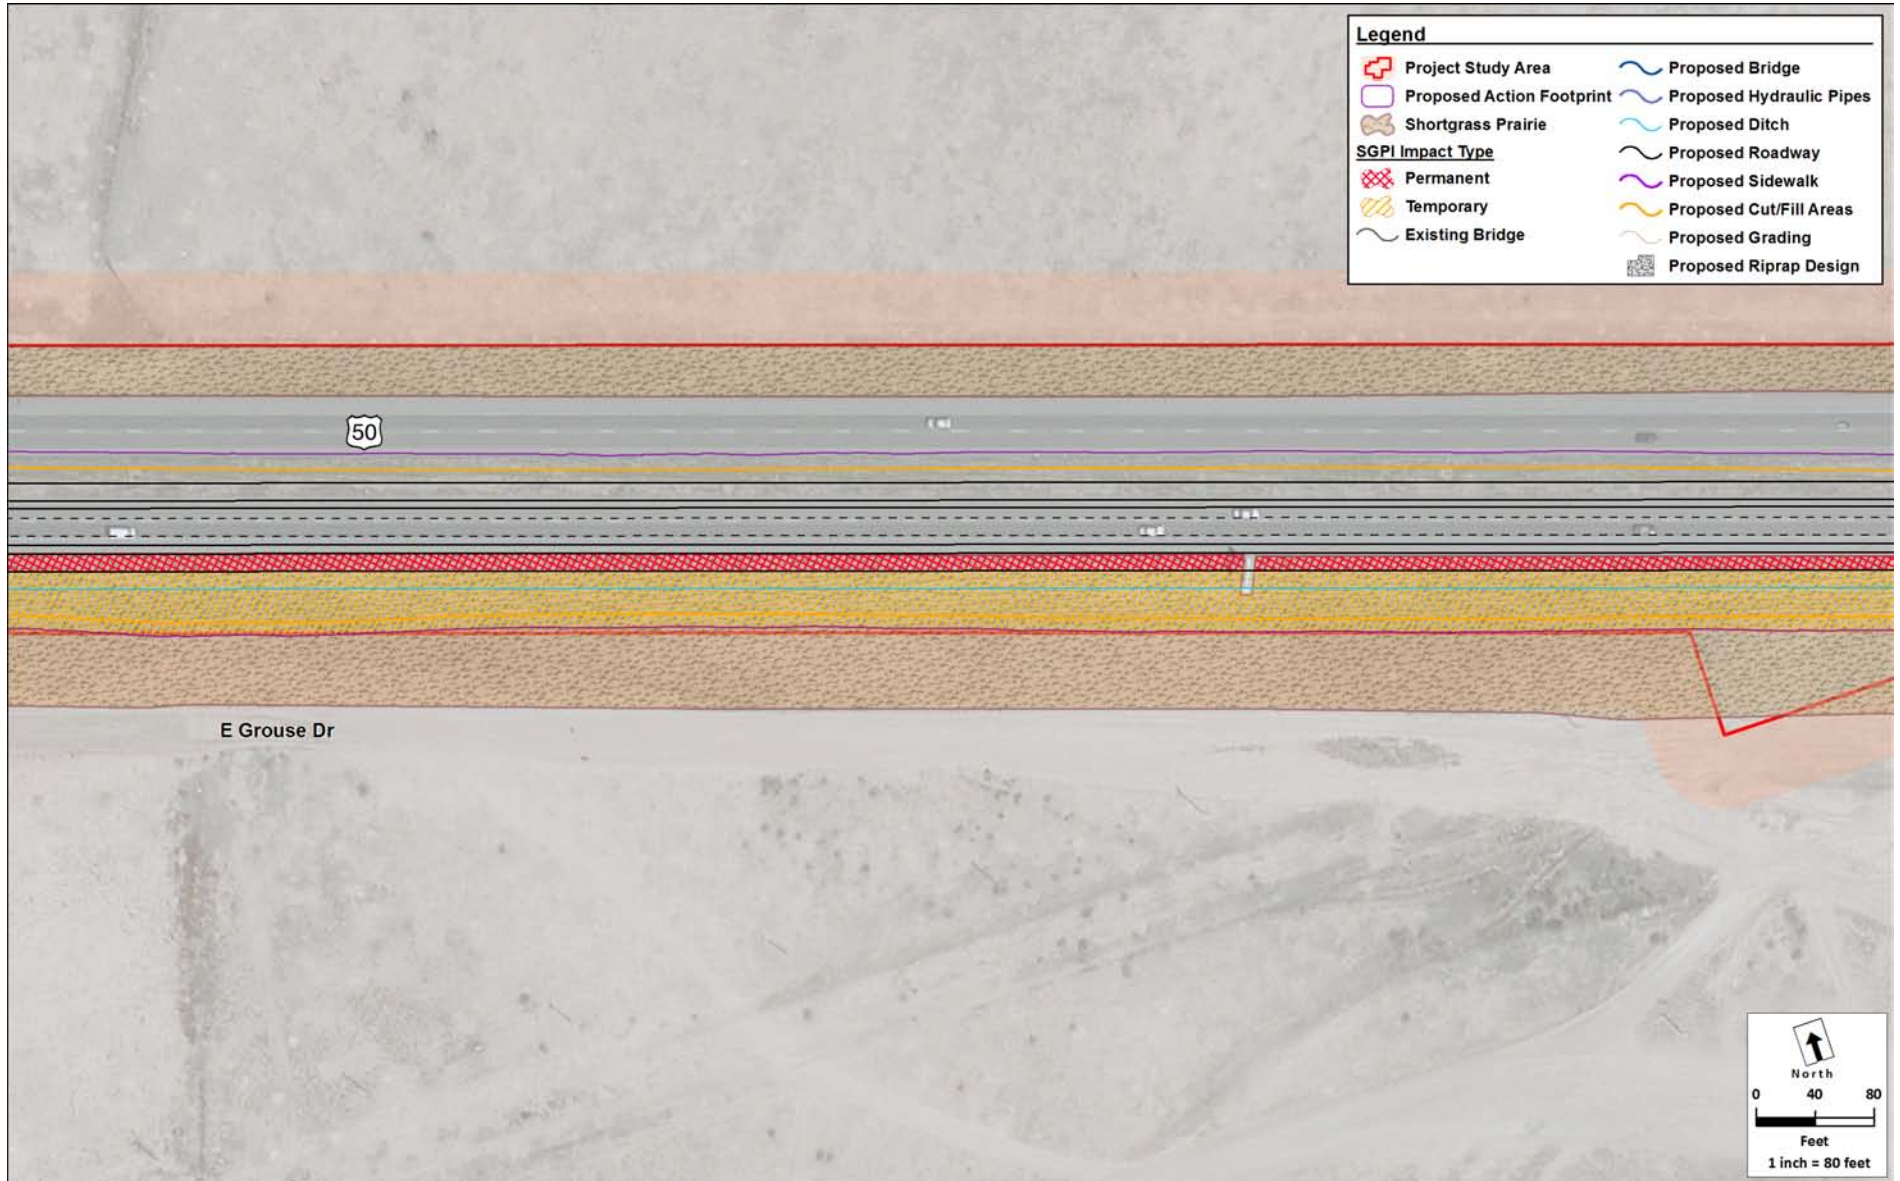 Legend
Project Study Area
Proposed Action Footprint
Shortgrass Prairie
SGPI Impact Type
Permanent
Temporary
Existing Bridge
Proposed Bridge
Proposed Hydraulic Pipes
Proposed Ditch
Proposed Roadway
Proposed Sidewalk
Proposed Cut/Fill Areas
Proposed Grading
Proposed Riprap Design
50
E Grouse Dr
North
0 40 80
Feet
1 inch = 80 feet